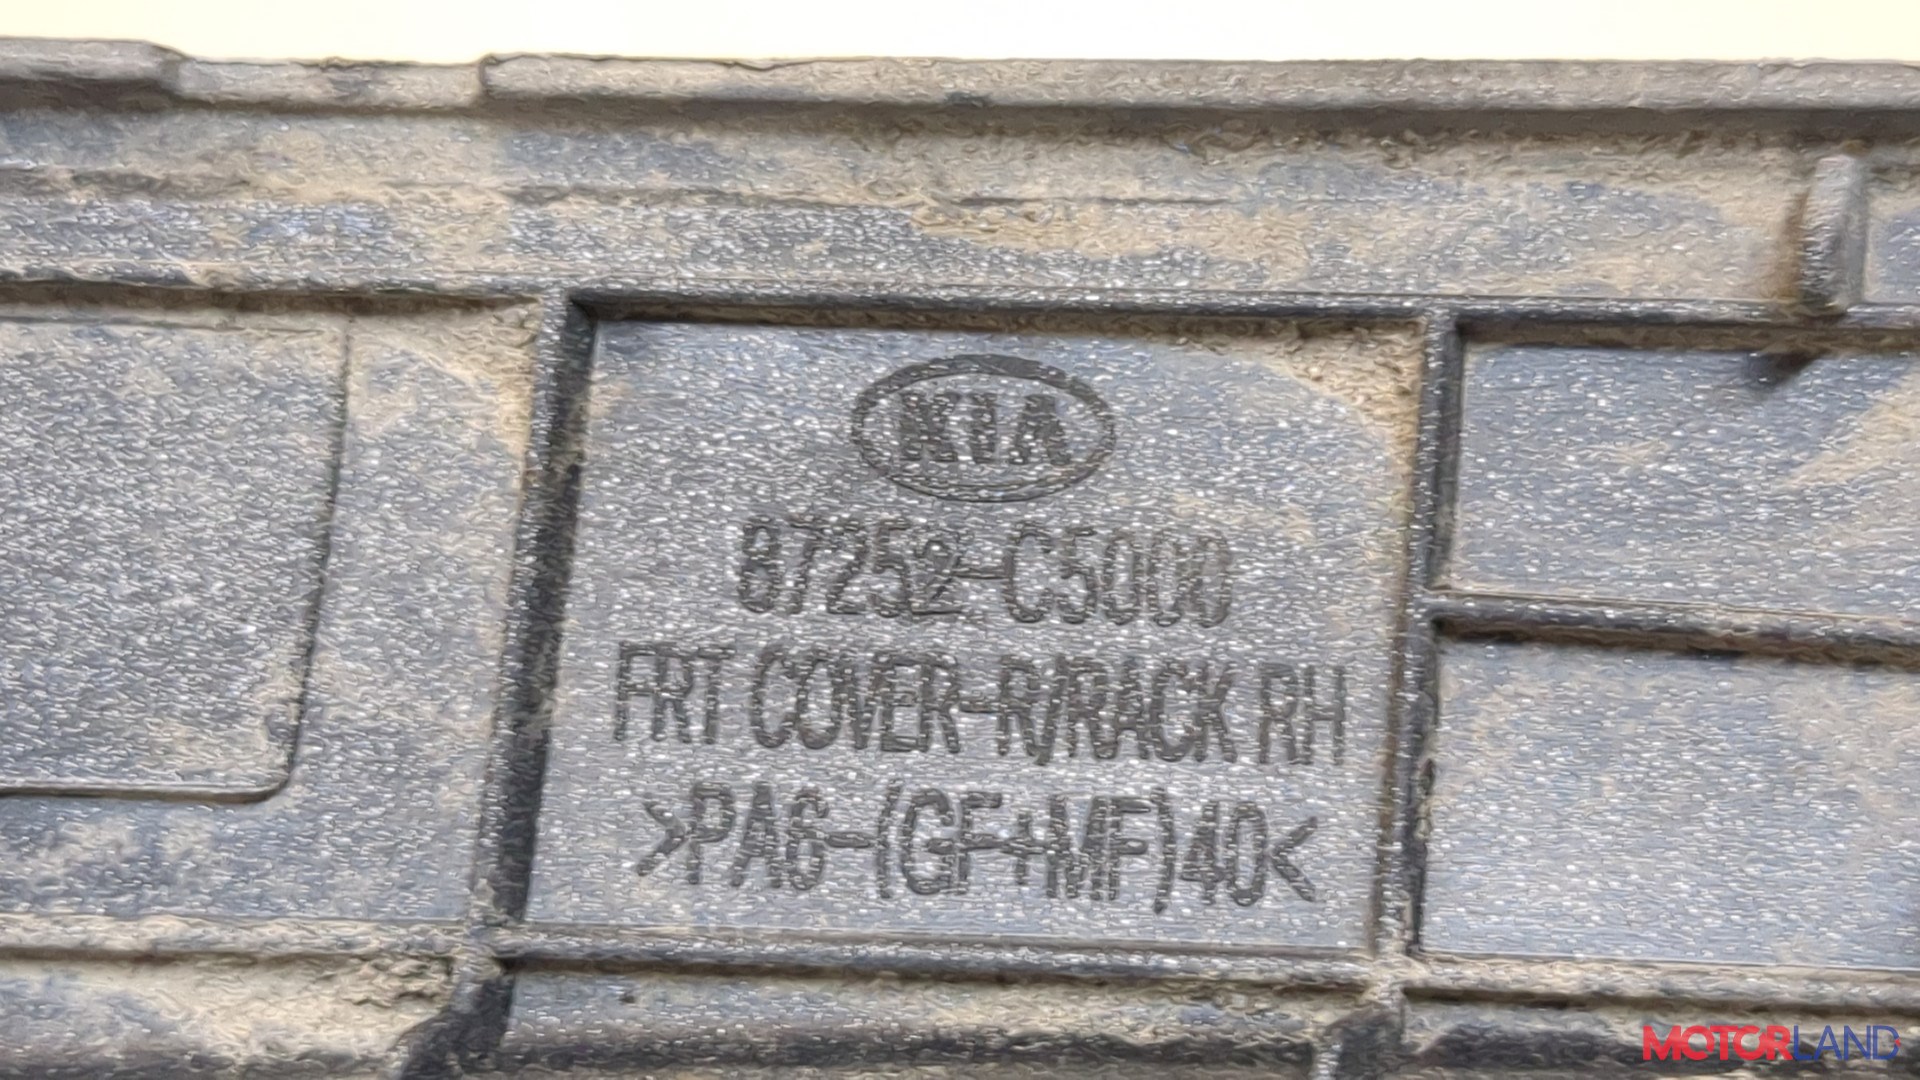 KIA
87252-C5000
FRT COVER-R/RACK RH
>PA6-(GF+MF)40<
MOTORLAND